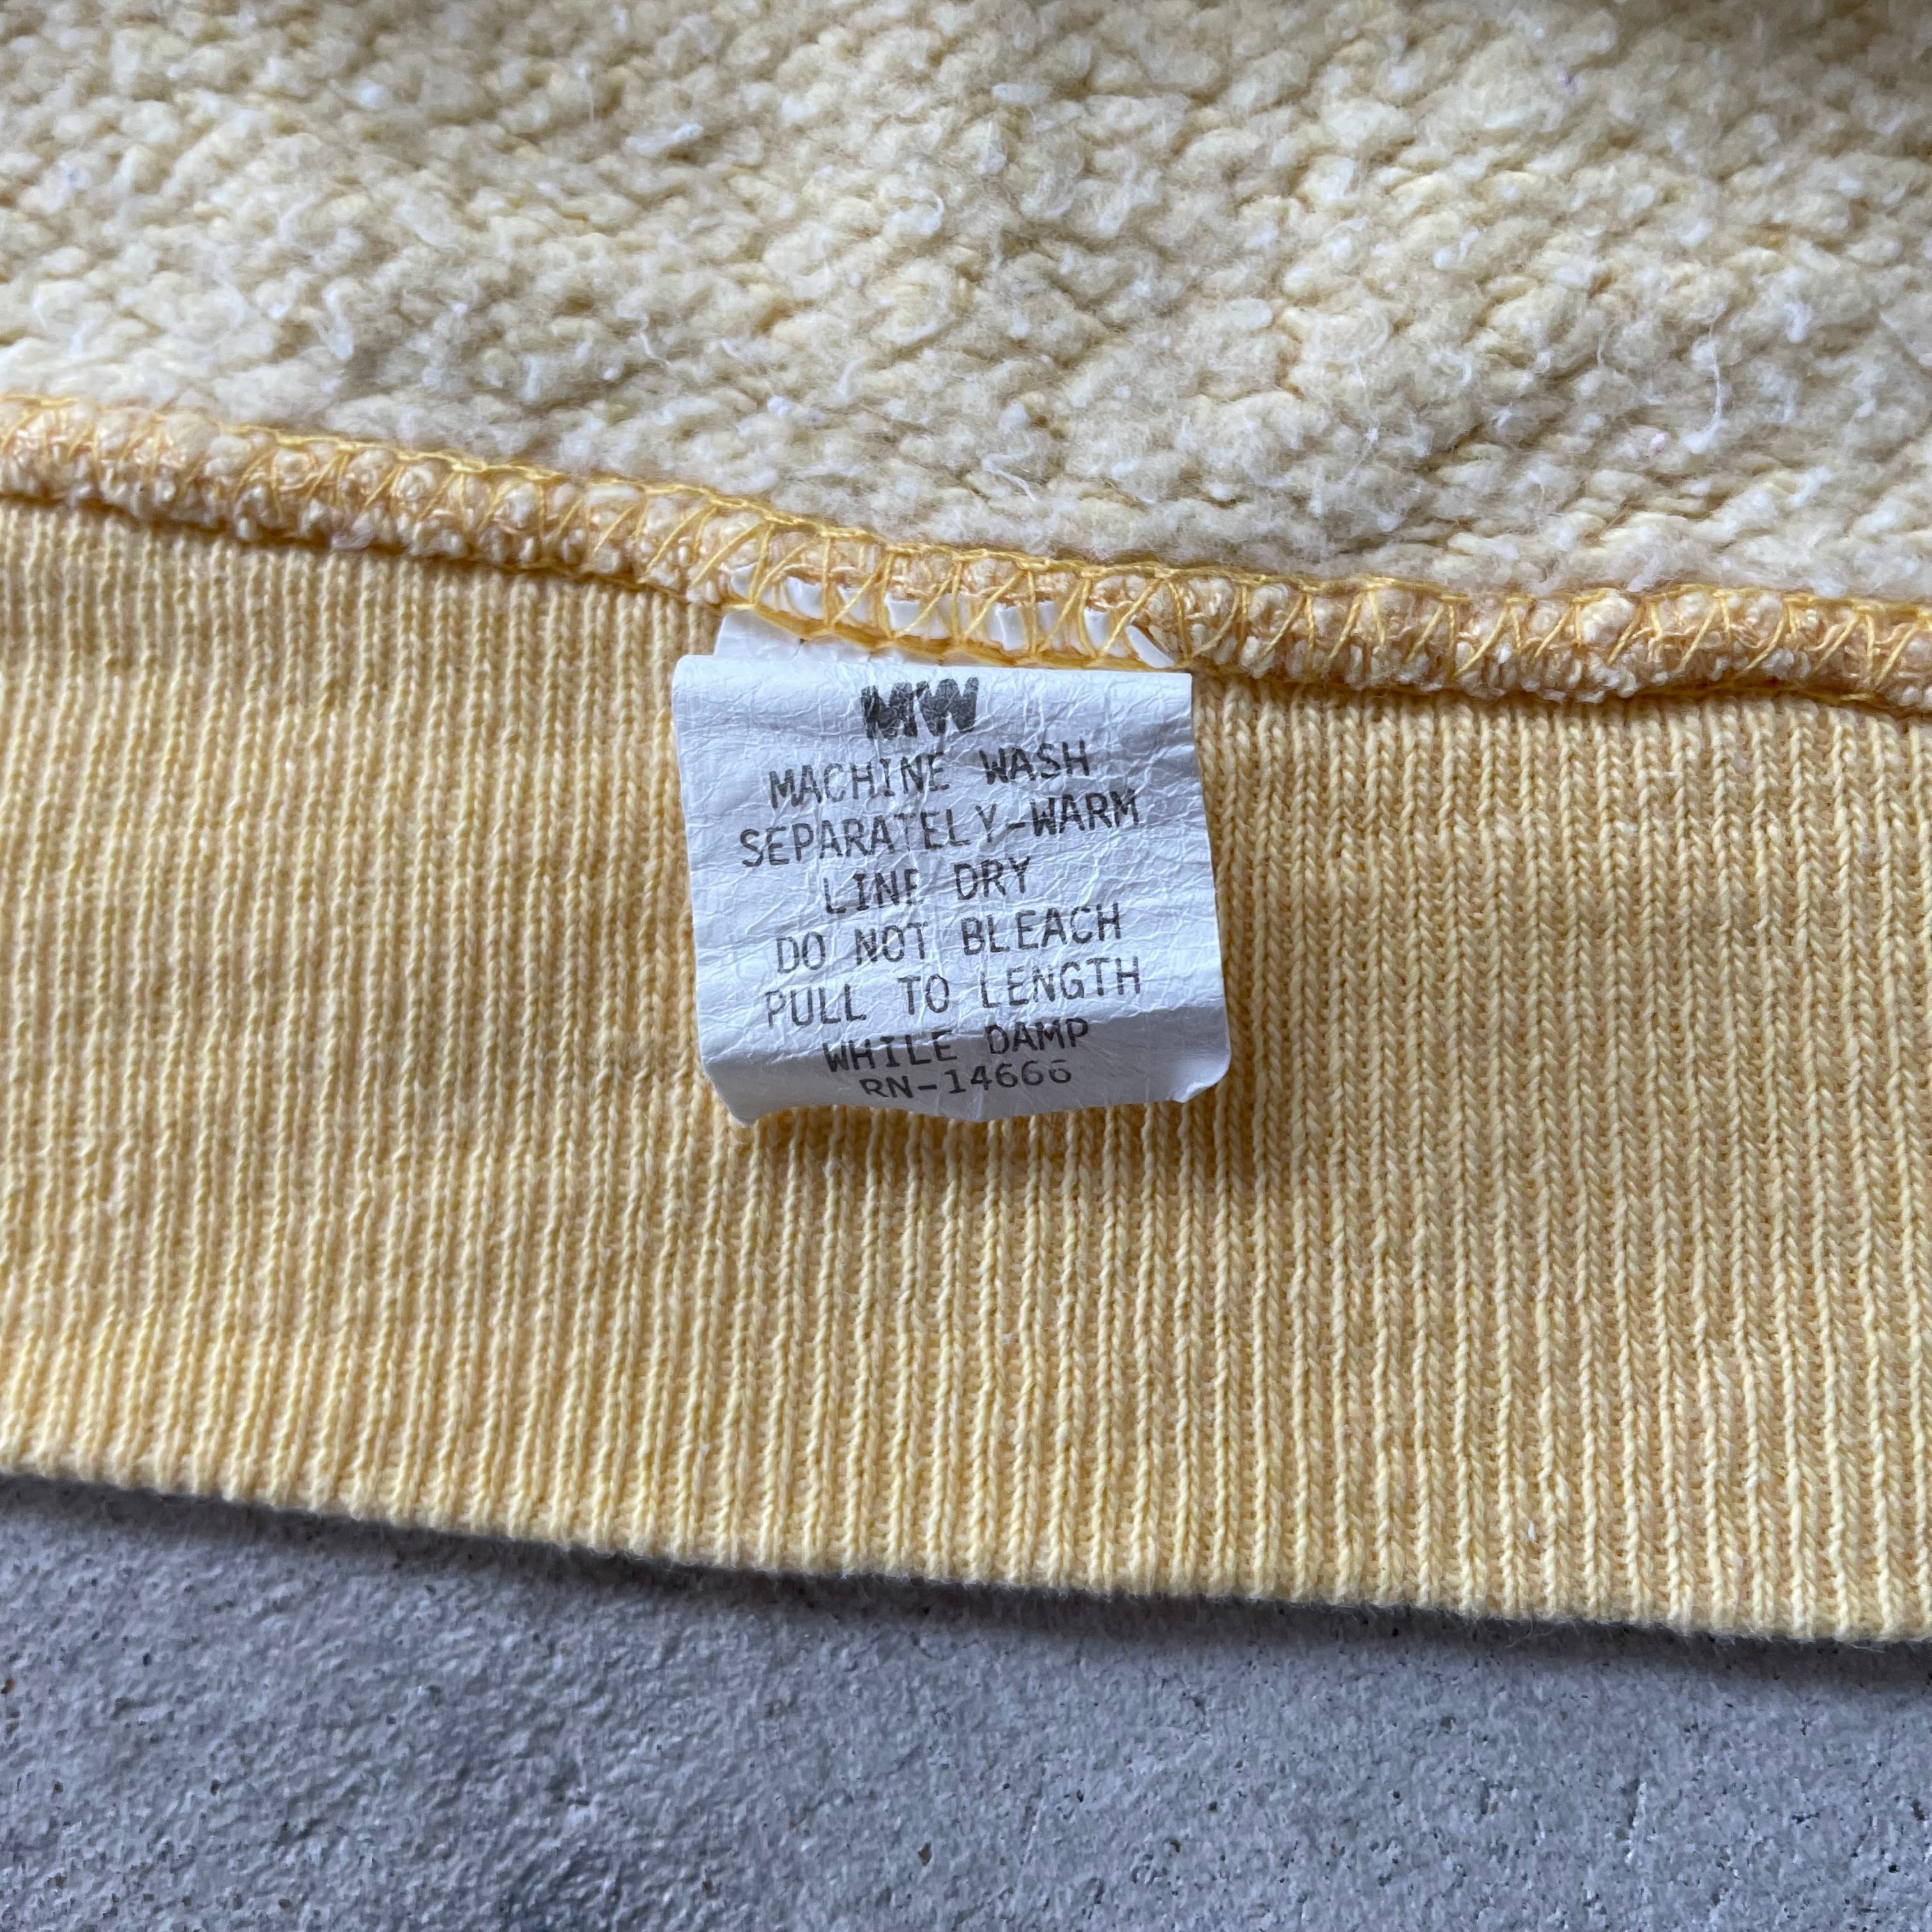 MW
MACHINE WASH
SEPARATELY-WARM
LINE DRY
DO NOT BLEACH
PULL TO LENGTH
WHILE DAMP
RN-14666